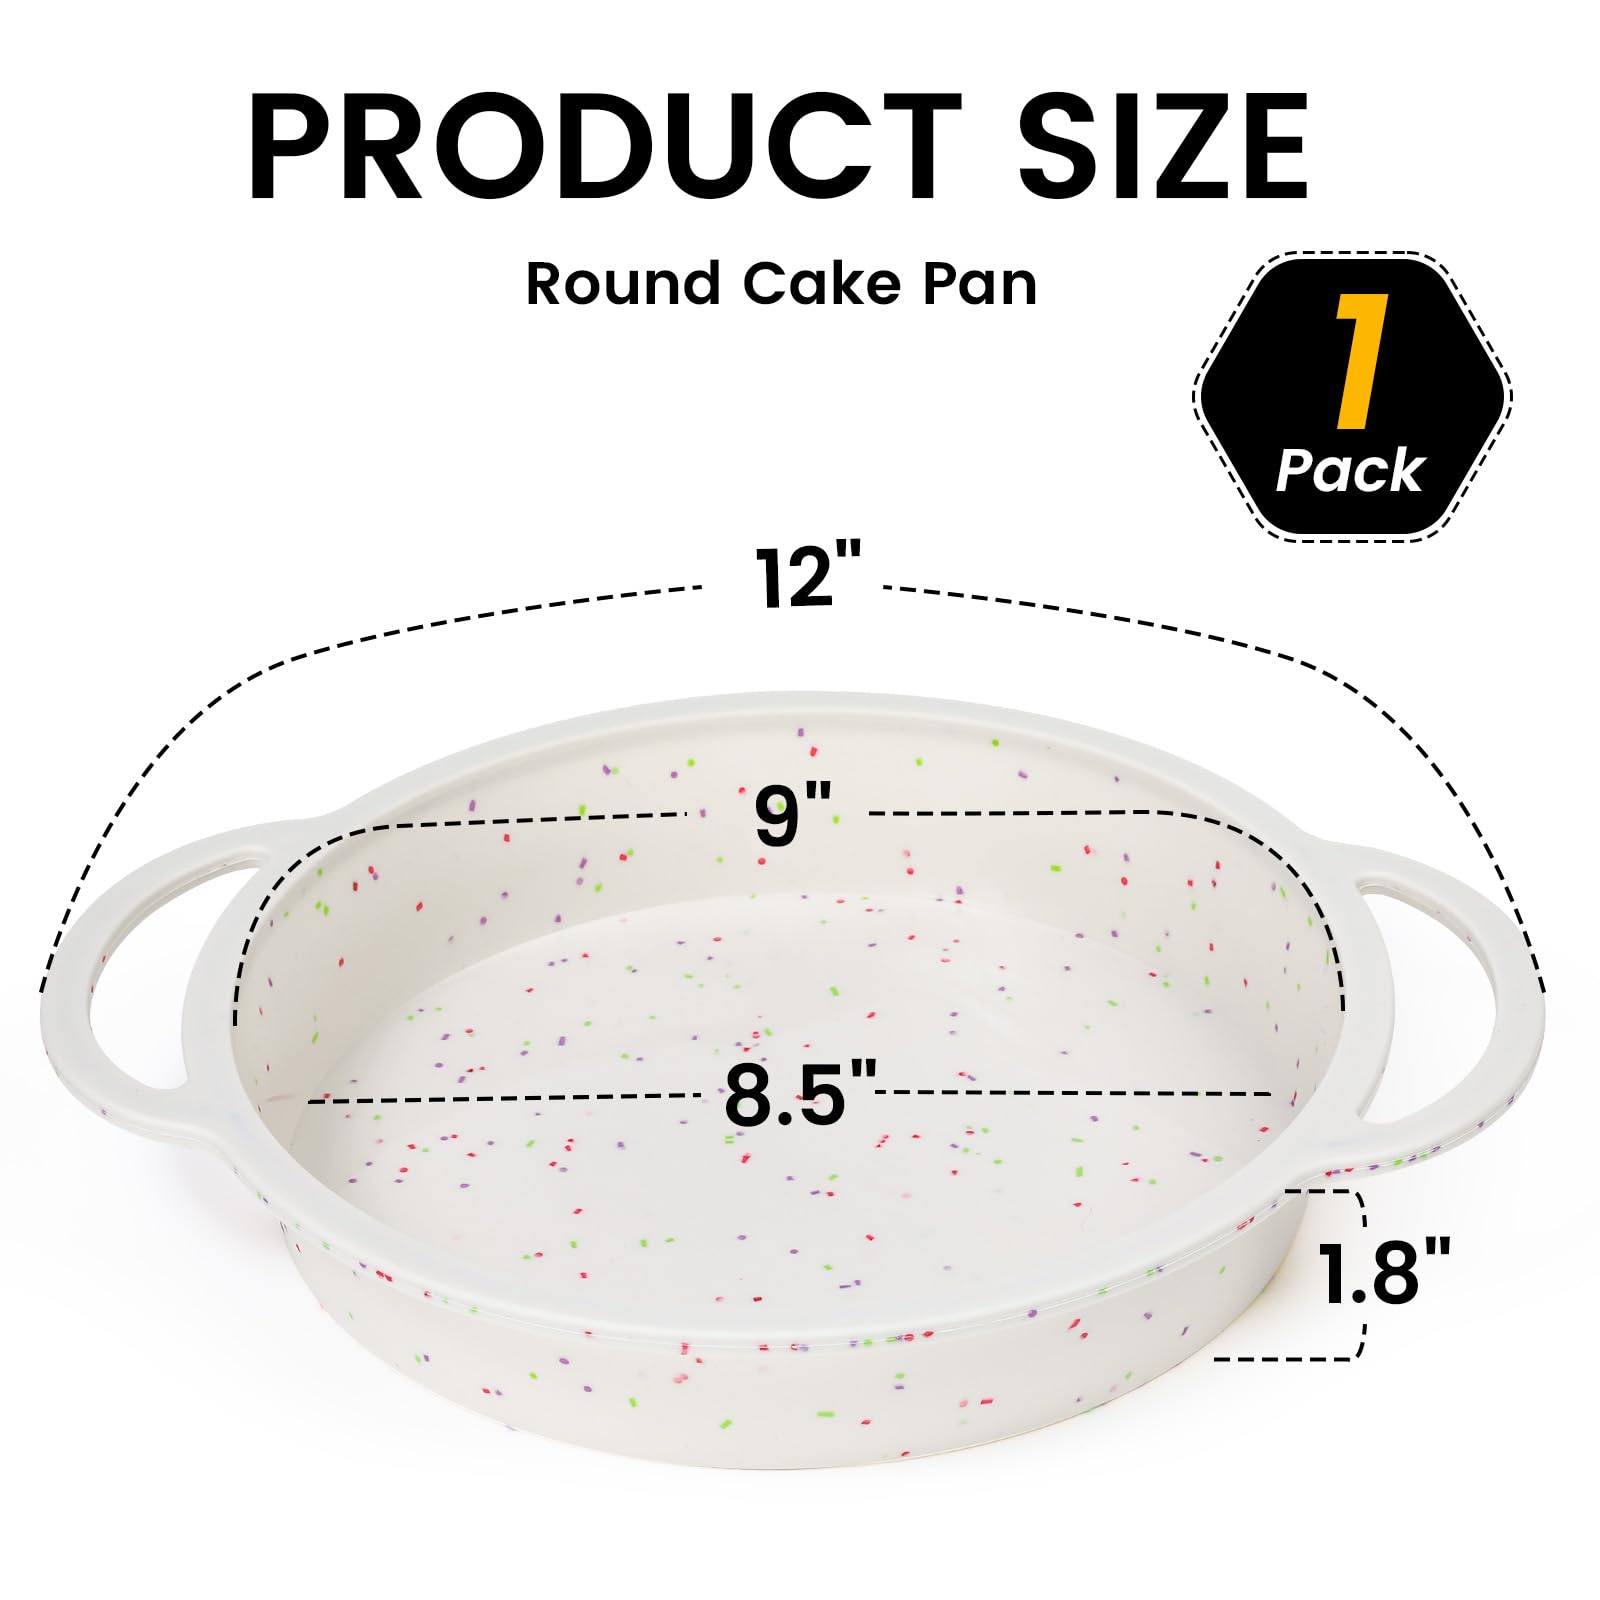 PRODUCT SIZE
Round Cake Pan
1
Pack
12"
9"
8.5"
1.8"